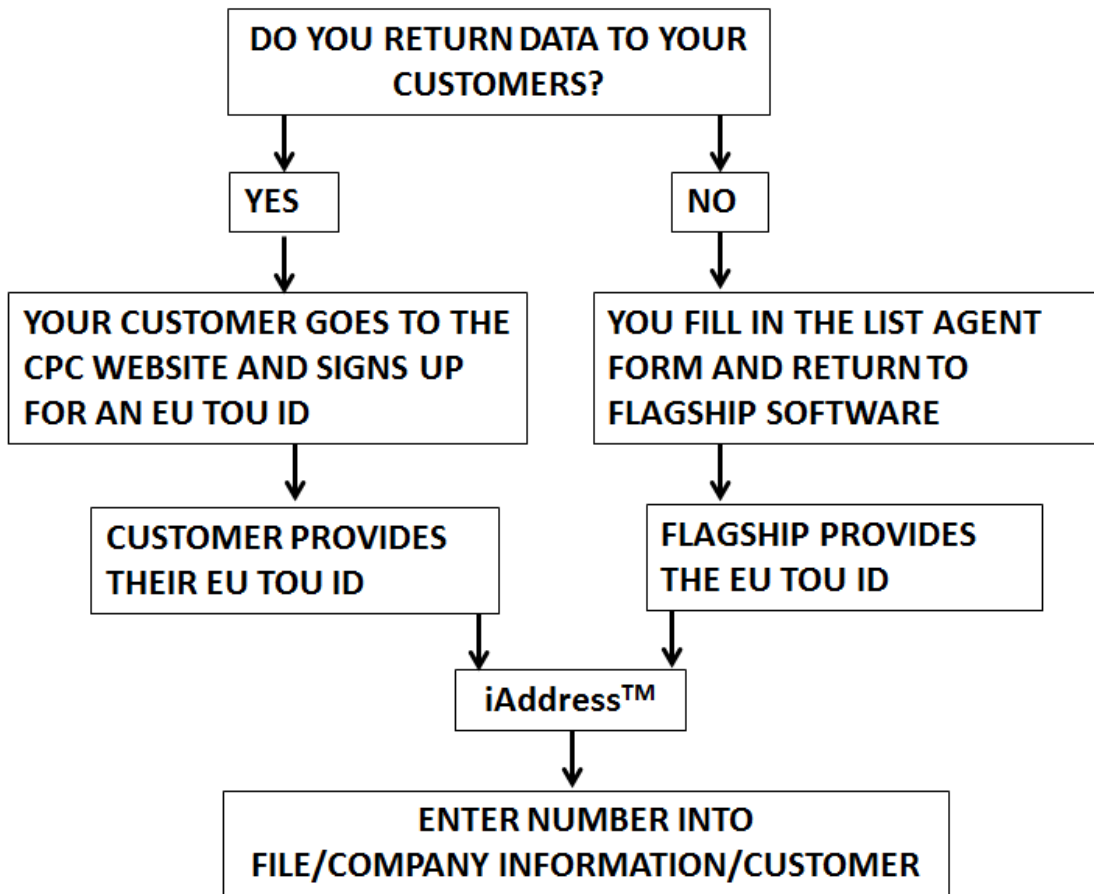 DO YOU RETURN DATA TO YOUR
CUSTOMERS?
YES
NO
YOUR CUSTOMER GOES TO THE
CPC WEBSITE AND SIGNS UP
FOR AN EU TOU ID
YOU FILL IN THE LIST AGENT
FORM AND RETURN TO
FLAGSHIP SOFTWARE
CUSTOMER PROVIDES
THEIR EU TOU ID
FLAGSHIP PROVIDES
THE EU TOU ID
iAddress™
ENTER NUMBER INTO
FILE/COMPANY INFORMATION/CUSTOMER